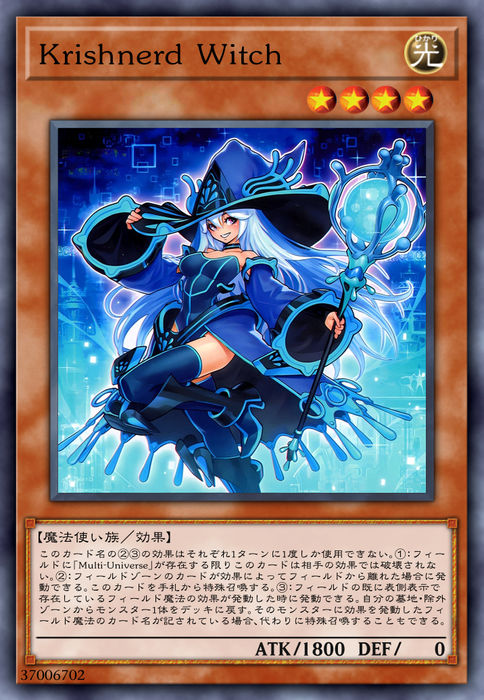 Krishnerd Witch
ひかり
光
【魔法使い族／効果】
このカード名の②③の効果はそれぞれ1ターンに1度しか使用できない。①：フィー
ルドに「Multi-Universe」が存在する限りこのカードは相手の効果では破壊されな
い。②：フィールドゾーンのカードが効果によってフィールドから離れた場合に発
動できる。このカードを手札から特殊召喚する。③：フィールドの既に表側表示で
存在しているフィールド魔法の効果が発動した時に発動できる。自分の墓地・除外
ゾーンからモンスター1体をデッキに戻す。そのモンスターに効果を発動したフィー
ルド魔法のカード名が記されている場合、代わりに特殊召喚することもできる。
ATK/1800 DEF/ 0
37006702